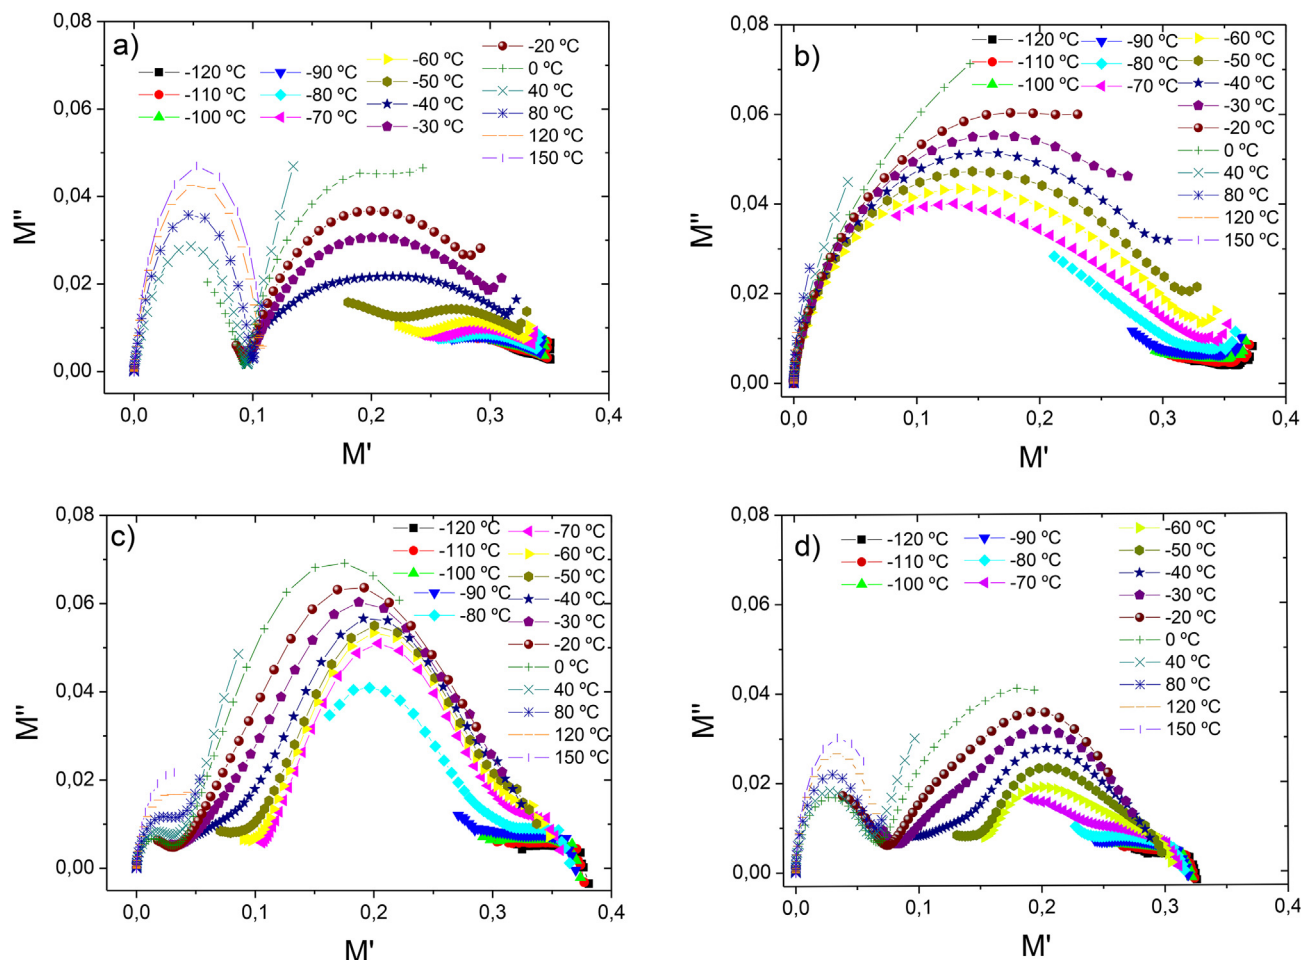 a)
-120 ºC
-110 ºC
-100 ºC
-90 ºC
-80 ºC
-70 ºC
-60 ºC
-50 ºC
-40 ºC
-30 ºC
-20 ºC
0 ºC
40 ºC
80 ºC
120 ºC
150 ºC
0,08
0,06
0,04
0,02
0,00
M"
0,0 0,1 0,2 0,3 0,4
M'
b)
-120 ºC
-110 ºC
-100 ºC
-90 ºC
-80 ºC
-70 ºC
-60 ºC
-50 ºC
-40 ºC
-30 ºC
-20 ºC
0 ºC
40 ºC
80 ºC
120 ºC
150 ºC
0,08
0,06
0,04
0,02
0,00
M"
0,0 0,1 0,2 0,3 0,4
M'
c)
-120 ºC
-110 ºC
-100 ºC
-90 ºC
-80 ºC
-70 ºC
-60 ºC
-50 ºC
-40 ºC
-30 ºC
-20 ºC
0 ºC
40 ºC
80 ºC
120 ºC
150 ºC
0,08
0,06
0,04
0,02
0,00
M"
0,0 0,1 0,2 0,3 0,4
M'
d)
-120 ºC
-110 ºC
-100 ºC
-90 ºC
-80 ºC
-70 ºC
-60 ºC
-50 ºC
-40 ºC
-30 ºC
-20 ºC
0 ºC
40 ºC
80 ºC
120 ºC
150 ºC
0,08
0,06
0,04
0,02
0,00
M"
0,0 0,1 0,2 0,3 0,4
M'